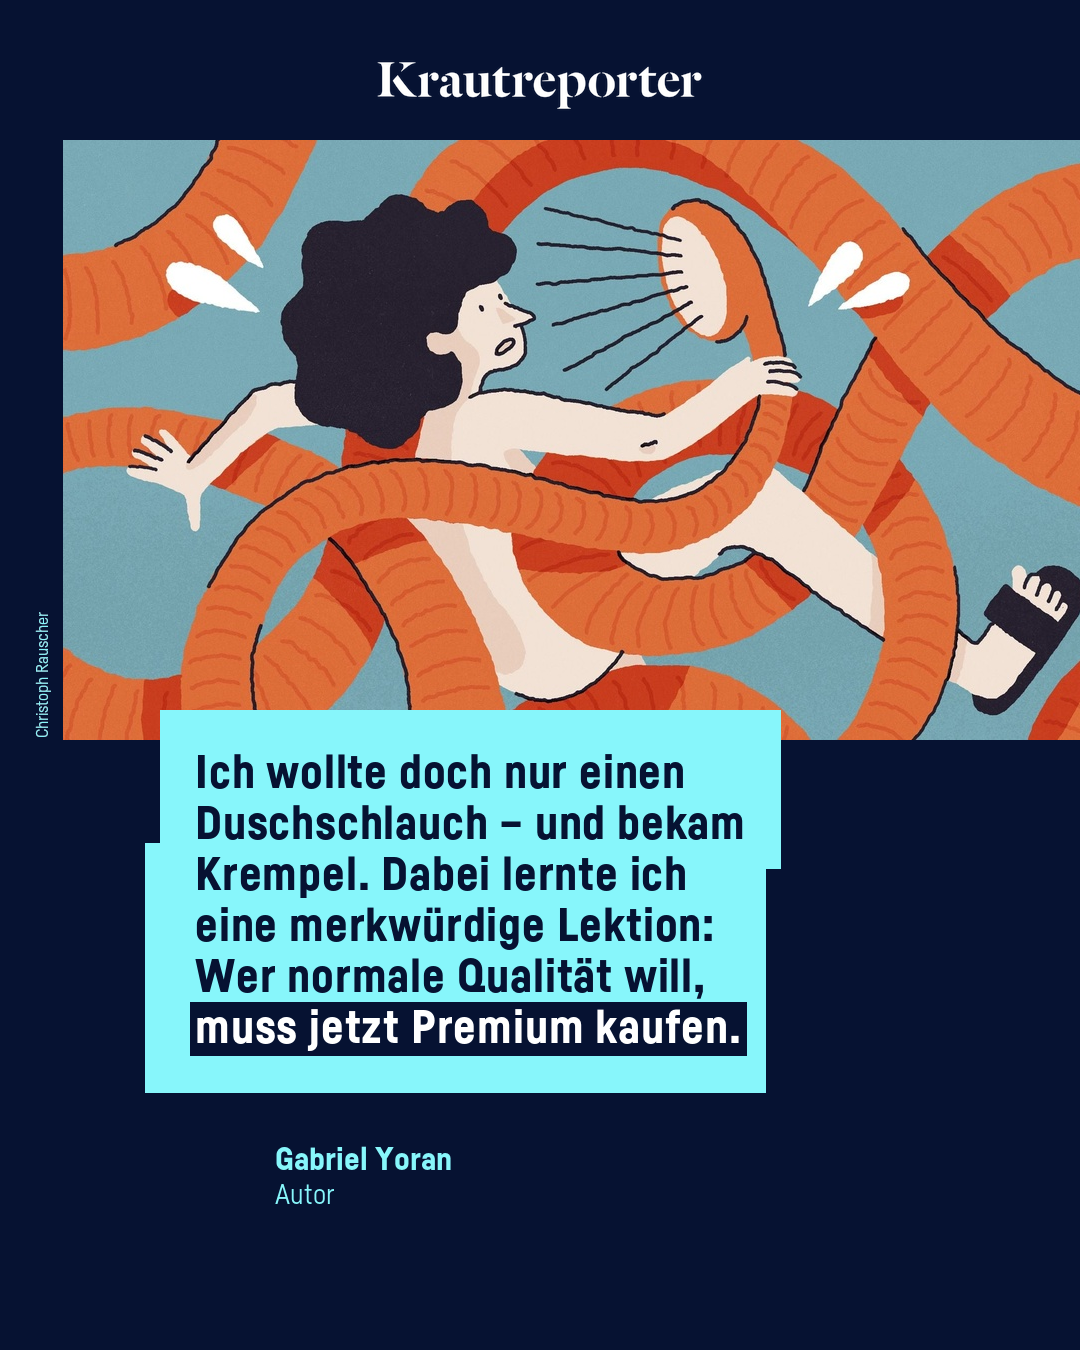 Krautreporter
Christoph Rauscher
Ich wollte doch nur einen
Duschschlauch – und bekam
Krempel. Dabei lernte ich
eine merkwürdige Lektion:
Wer normale Qualität will,
muss jetzt Premium kaufen.
Gabriel Yoran
Autor